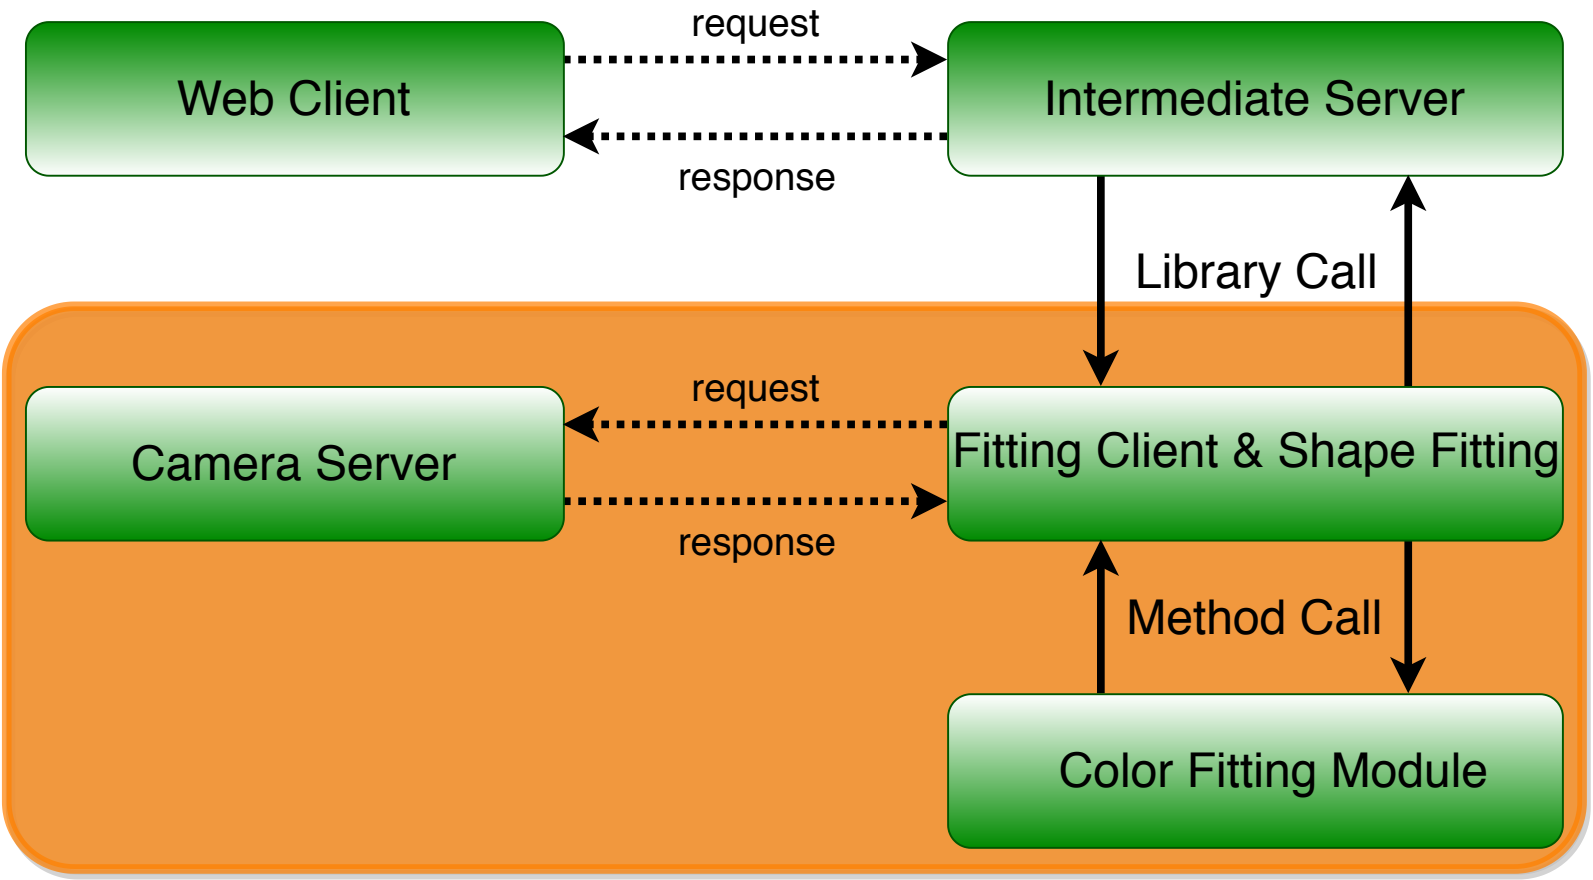 request
Web Client
Intermediate Server
response
Library Call
request
Camera Server
Fitting Client & Shape Fitting
response
Method Call
Color Fitting Module